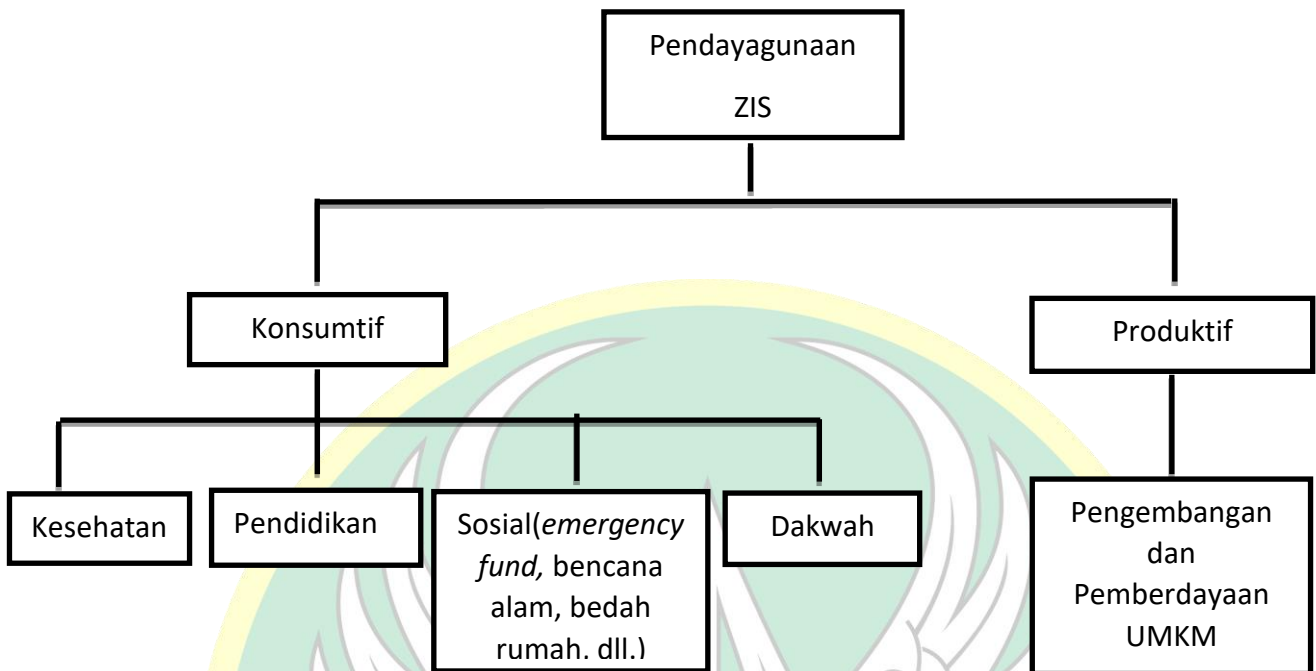 Pendayagunaan
ZIS
Konsumtif
Produktif
Kesehatan
Pendidikan
Sosial(emergency
fund, bencana
alam, bedah
rumah. dll.)
Dakwah
Pengembangan
dan
Pemberdayaan
UMKM